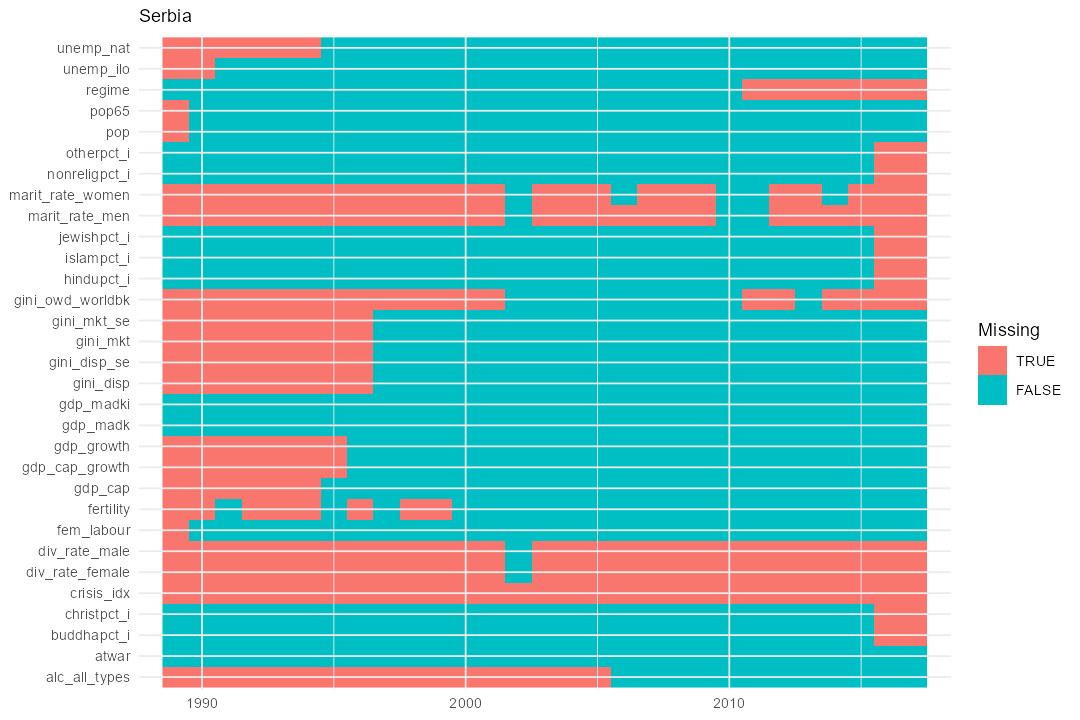 Serbia
unemp_nat
unemp_ilo
regime
pop65
pop
otherpct_i
nonreligpct_i
marit_rate_women
marit_rate_men
jewishpct_i
islampct_i
hindupct_i
gini_owd_worldbk
gini_mkt_se
gini_mkt
gini_disp_se
gini_disp
gdp_madki
gdp_madk
gdp_growth
gdp_cap_growth
gdp_cap
fertility
fem_labour
div_rate_male
div_rate_female
crisis_idx
christpct_i
buddhapct_i
atwar
alc_all_types
1990 2000 2010
Missing
TRUE
FALSE